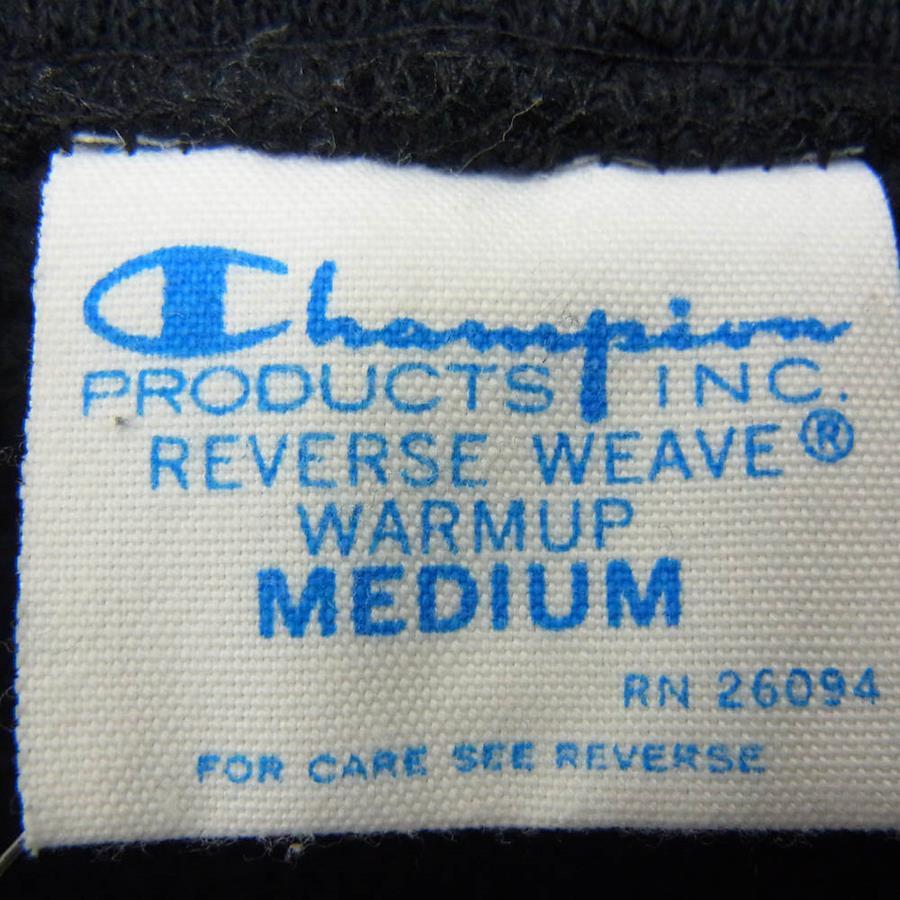 Champion
PRODUCTS INC.
REVERSE WEAVE®
WARMUP
MEDIUM
RN 26094
FOR CARE SEE REVERSE